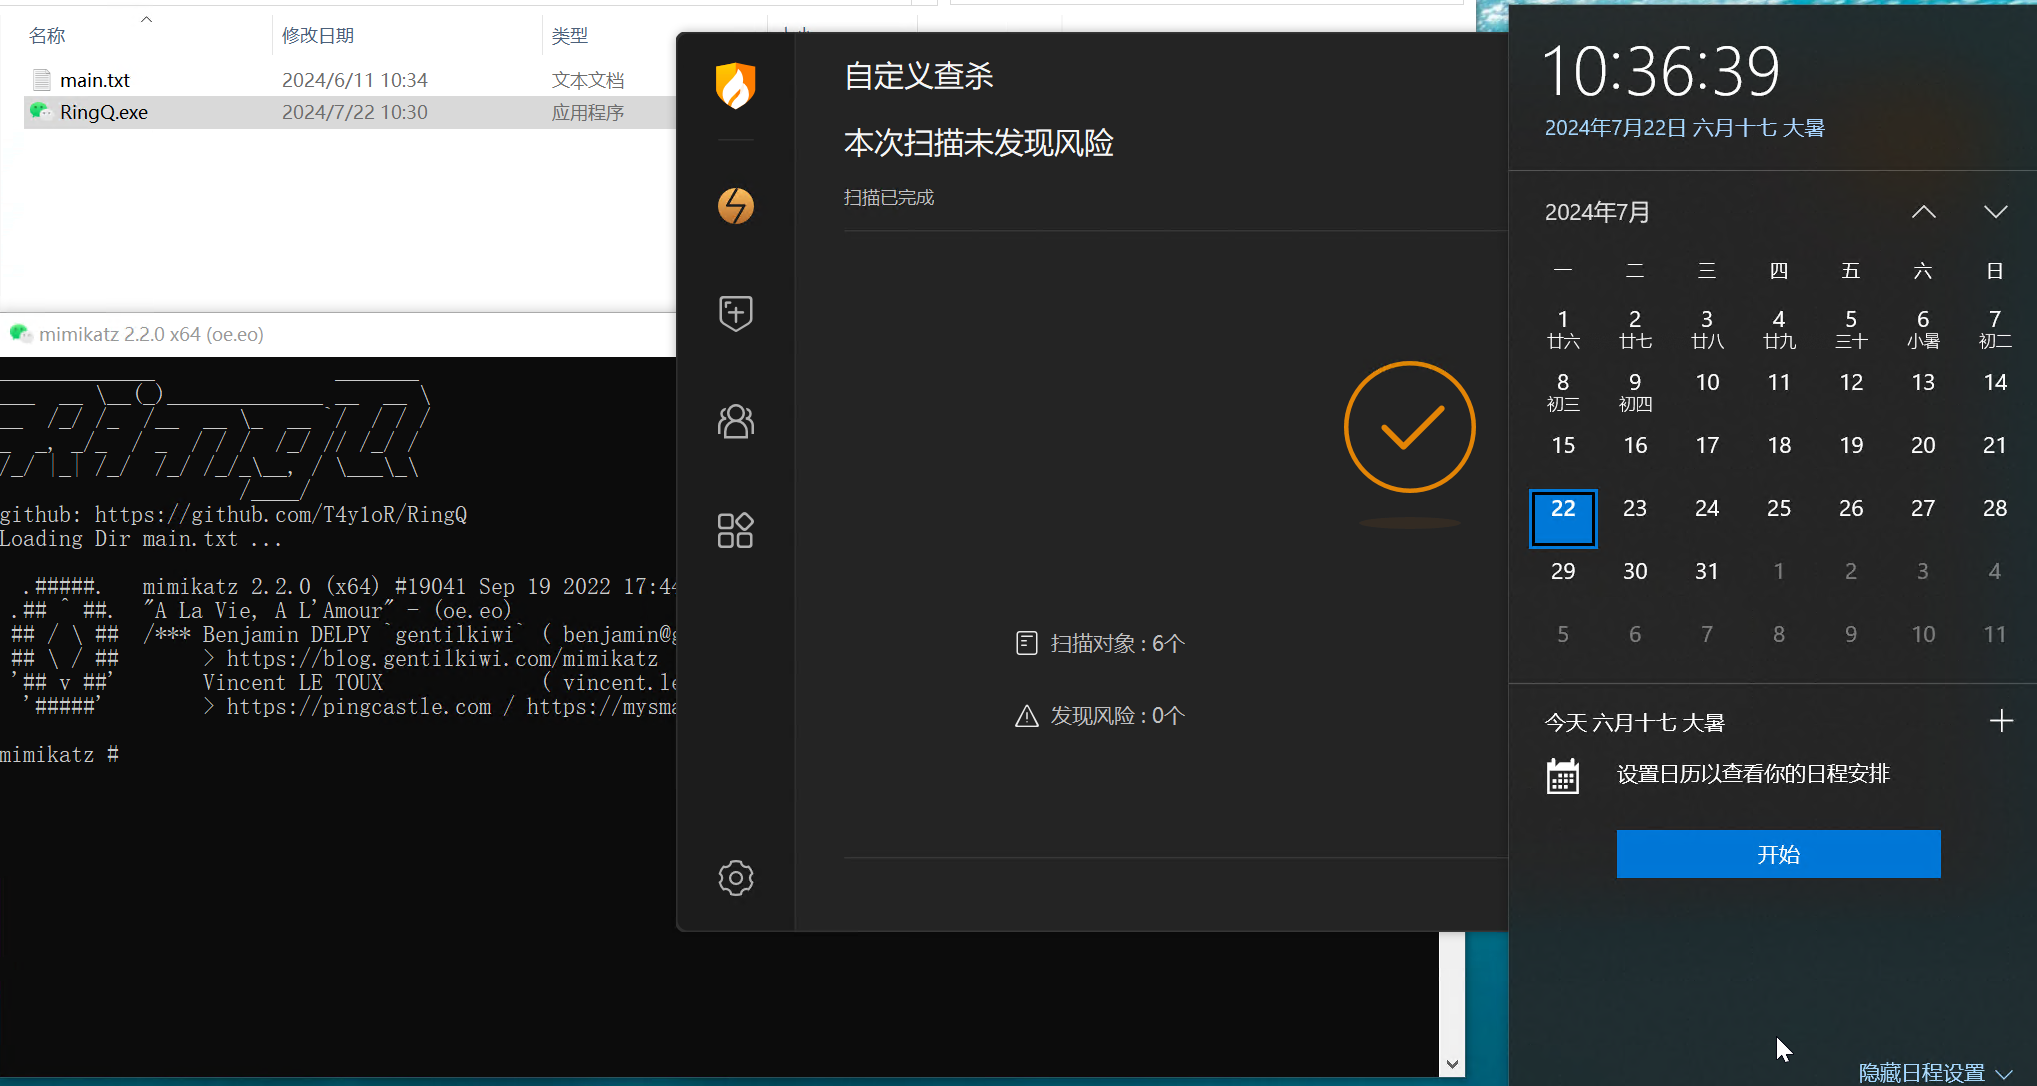 名称 修改日期 类型
main.txt 2024/6/11 10:34 文本文档
RingQ.exe 2024/7/22 10:30 应用程序
mimikatz 2.2.0 x64 (oe.eo)
RingQ
github: https://github.com/T4y1oR/RingQ
Loading Dir main.txt ...
.#####. mimikatz 2.2.0 (x64) #19041 Sep 19 2022 17:44
.## ^ ##. "A La Vie, A L'Amour" - (oe.eo)
## / \ ## /*** Benjamin DELPY `gentilkiwi` ( benjamin@g
## \ / ## > https://blog.gentilkiwi.com/mimikatz
'## v ##' Vincent LE TOUX ( vincent.le
'#####' > https://pingcastle.com / https://mysma
mimikatz #
自定义查杀
本次扫描未发现风险
扫描已完成
扫描对象 : 6个
发现风险 : 0个
10:36:39
2024年7月22日 六月十七 大暑
2024年7月
一 二 三 四 五 六 日
1 2 3 4 5 6 7
廿六 廿七 廿八 廿九 三十 小暑 初二
8 9 10 11 12 13 14
初三 初四
15 16 17 18 19 20 21
22 23 24 25 26 27 28
29 30 31 1 2 3 4
5 6 7 8 9 10 11
今天 六月十七 大暑
设置日历以查看你的日程安排
开始
隐藏日程设置